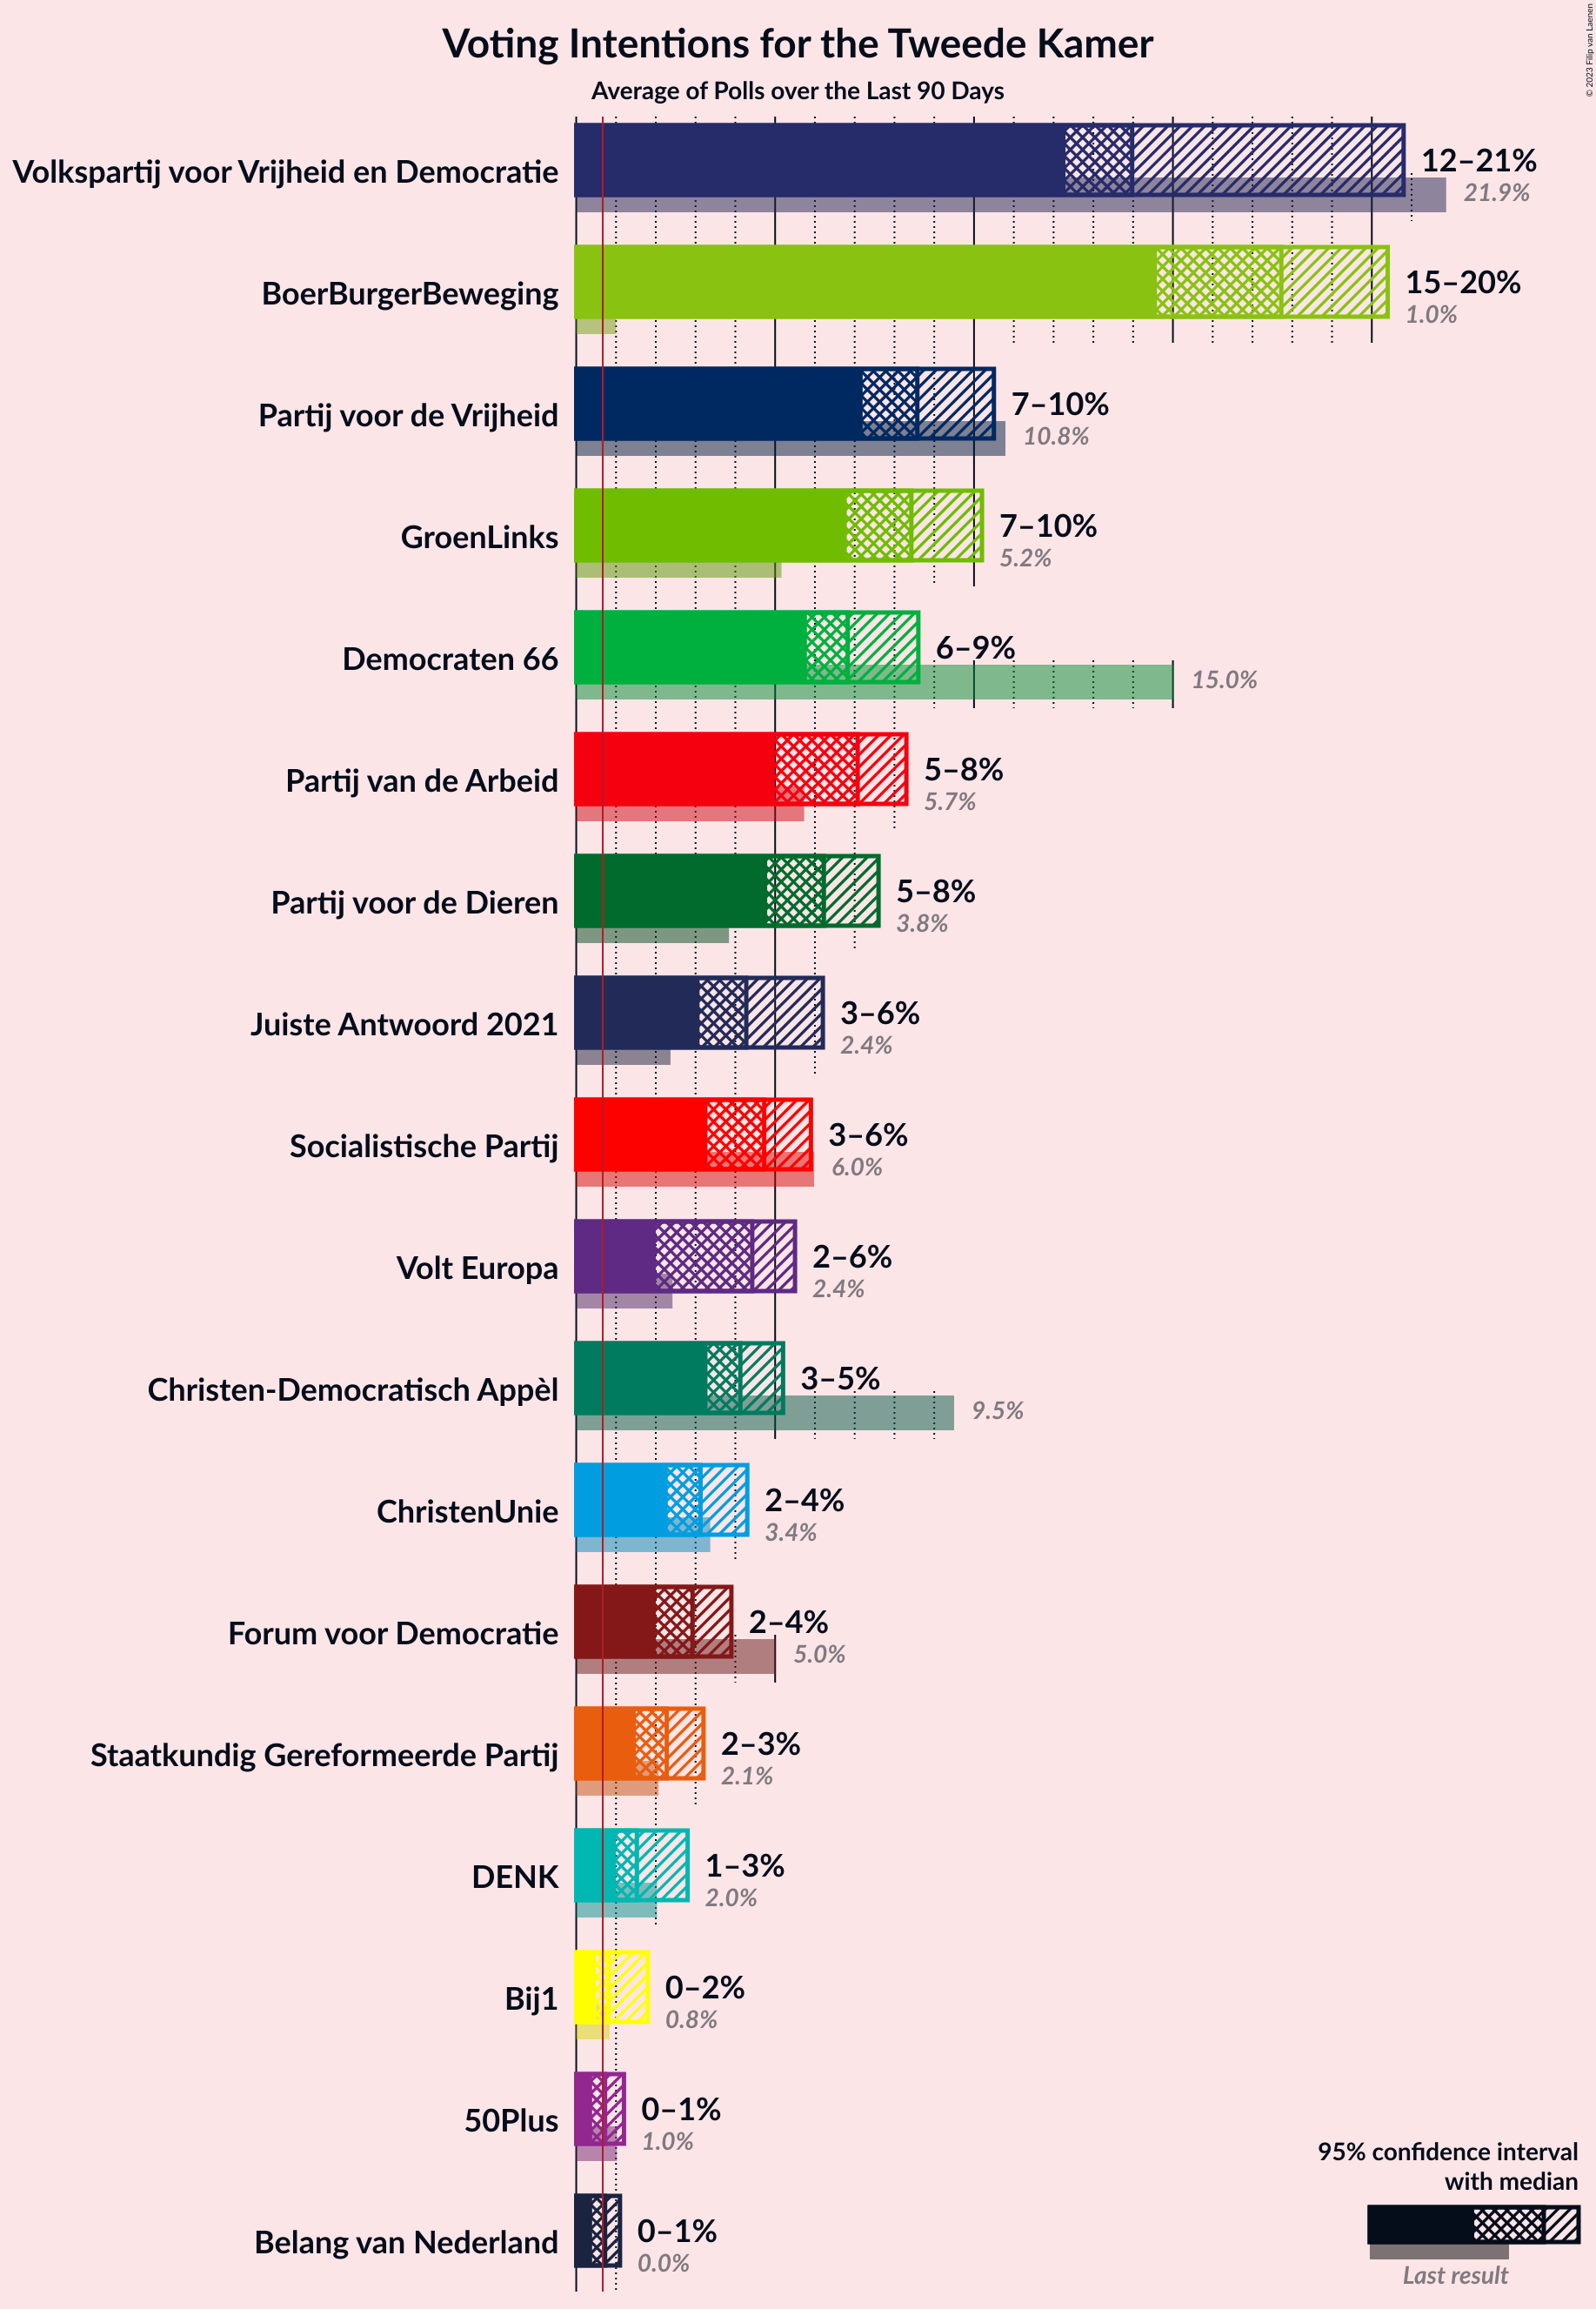 Voting Intentions for the Tweede Kamer
Average of Polls over the Last 90 Days
© 2023 Filip van Laenen
Volkspartij voor Vrijheid en Democratie
12–21%
21.9%
BoerBurgerBeweging
15–20%
1.0%
Partij voor de Vrijheid
7–10%
10.8%
GroenLinks
7–10%
5.2%
Democraten 66
6–9%
15.0%
Partij van de Arbeid
5–8%
5.7%
Partij voor de Dieren
5–8%
3.8%
Juiste Antwoord 2021
3–6%
2.4%
Socialistische Partij
3–6%
6.0%
Volt Europa
2–6%
2.4%
Christen-Democratisch Appèl
3–5%
9.5%
ChristenUnie
2–4%
3.4%
Forum voor Democratie
2–4%
5.0%
Staatkundig Gereformeerde Partij
2–3%
2.1%
DENK
1–3%
2.0%
Bij1
0–2%
0.8%
50Plus
0–1%
1.0%
Belang van Nederland
0–1%
0.0%
95% confidence interval
with median
Last result